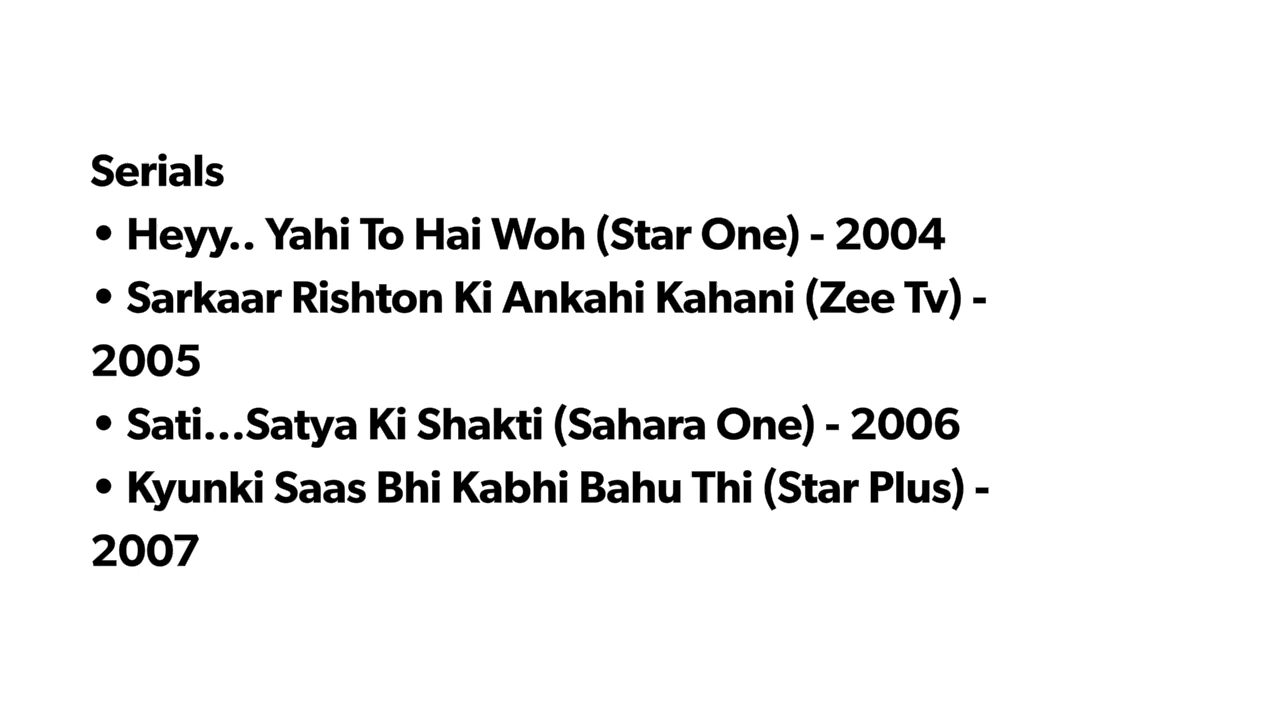 Serials
• Heyy.. Yahi To Hai Woh (Star One) - 2004
• Sarkaar Rishton Ki Ankahi Kahani (Zee Tv) -
2005
• Sati...Satya Ki Shakti (Sahara One) - 2006
• Kyunki Saas Bhi Kabhi Bahu Thi (Star Plus) -
2007